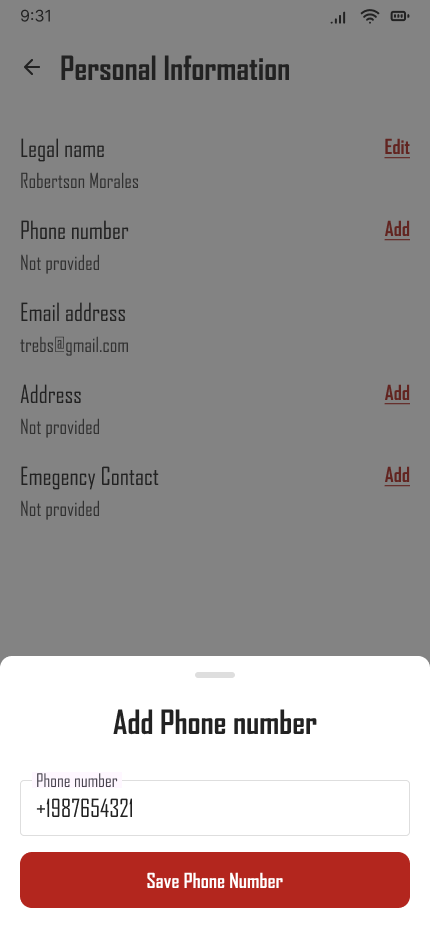 9:31
Personal Information
Legal name
Edit
Robertson Morales
Phone number
Add
Not provided
Email address
trebs@gmail.com
Address
Add
Not provided
Emegency Contact
Add
Not provided
Add Phone number
Phone number
+1987654321
Save Phone Number